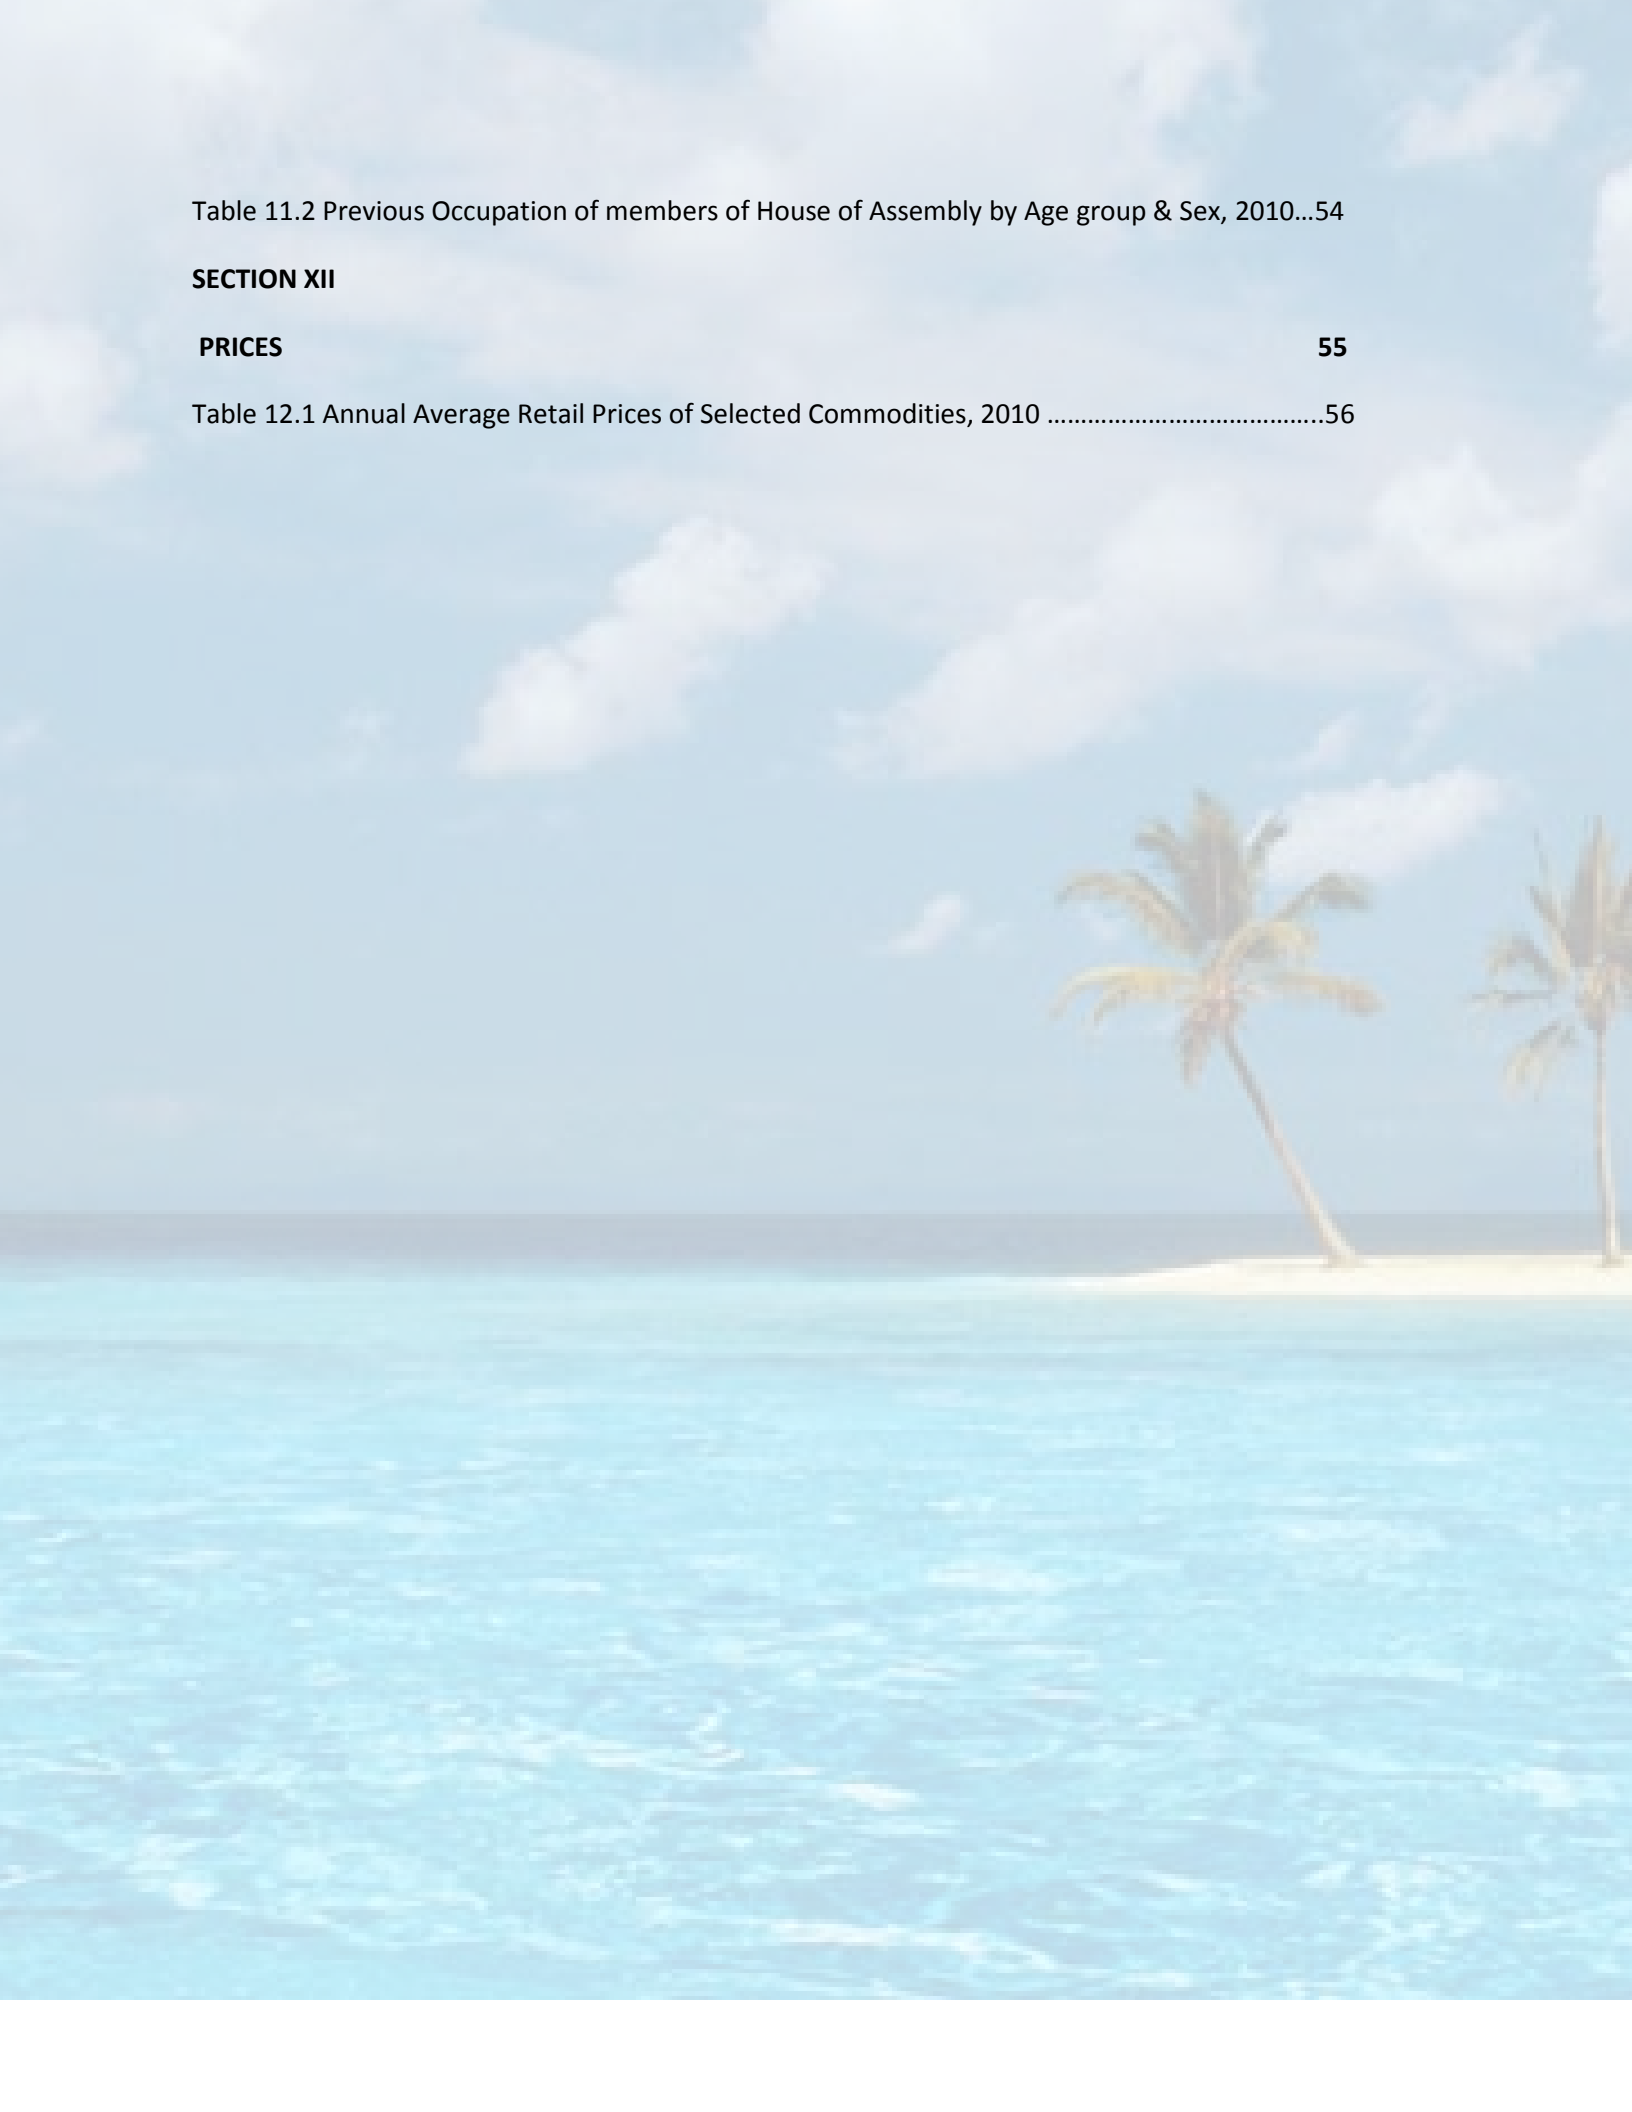 Table 11.2 Previous Occupation of members of House of Assembly by Age group & Sex, 2010…54
SECTION XII
PRICES 55
Table 12.1 Annual Average Retail Prices of Selected Commodities, 2010 …………………………………..56